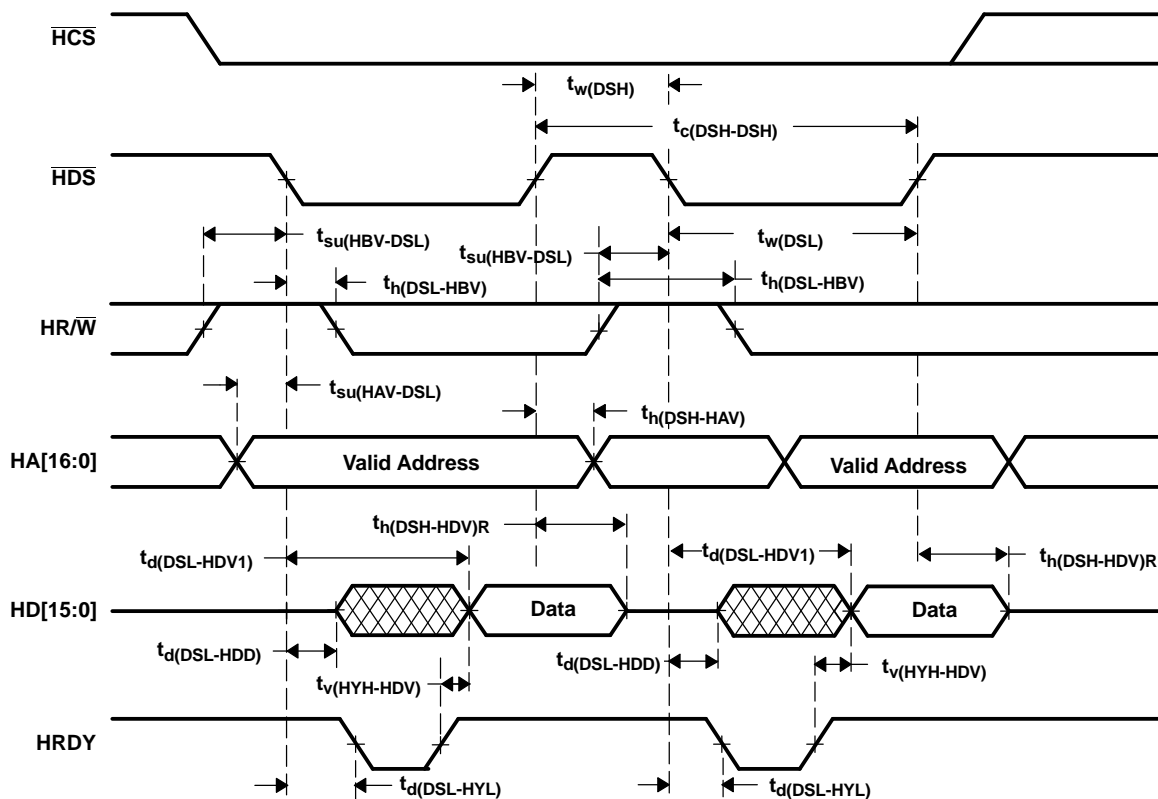 HCS
tw(DSH)
tc(DSH-DSH)
HDS
tsu(HBV-DSL)
tsu(HBV-DSL)
tw(DSL)
th(DSL-HBV)
th(DSL-HBV)
HR/W
tsu(HAV-DSL)
th(DSH-HAV)
HA[16:0]
Valid Address
Valid Address
th(DSH-HDV)R
td(DSL-HDV1)
td(DSL-HDV1)
th(DSH-HDV)R
HD[15:0]
Data
Data
td(DSL-HDD)
td(DSL-HDD)
tv(HYH-HDV)
tv(HYH-HDV)
HRDY
td(DSL-HYL)
td(DSL-HYL)